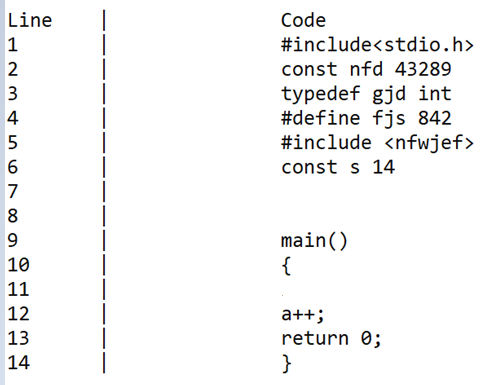 Line | Code
1 | #include<stdio.h>
2 | const nfd 43289
3 | typedef gjd int
4 | #define fjs 842
5 | #include <nfwjef>
6 | const s 14
7 |
8 |
9 | main()
10 | {
11 |
12 | a++;
13 | return 0;
14 | }